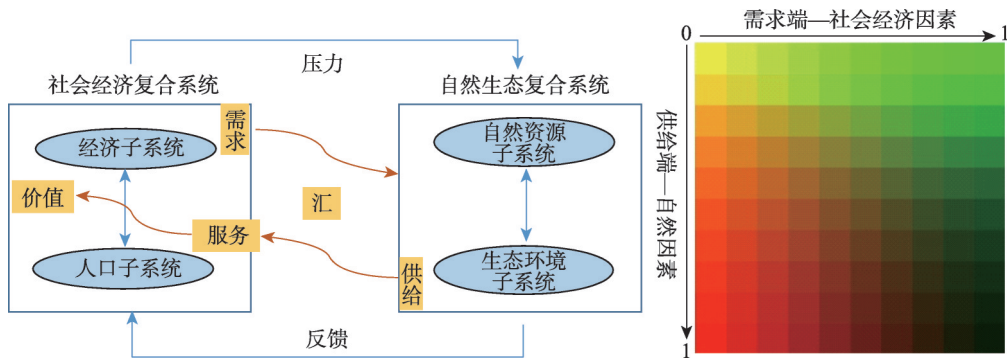 压力
社会经济复合系统
自然生态复合系统
需求
经济子系统
自然资源
子系统
价值
汇
服务
人口子系统
供给
生态环境
子系统
反馈
需求端—社会经济因素
0
1
供给端—自然因素
1